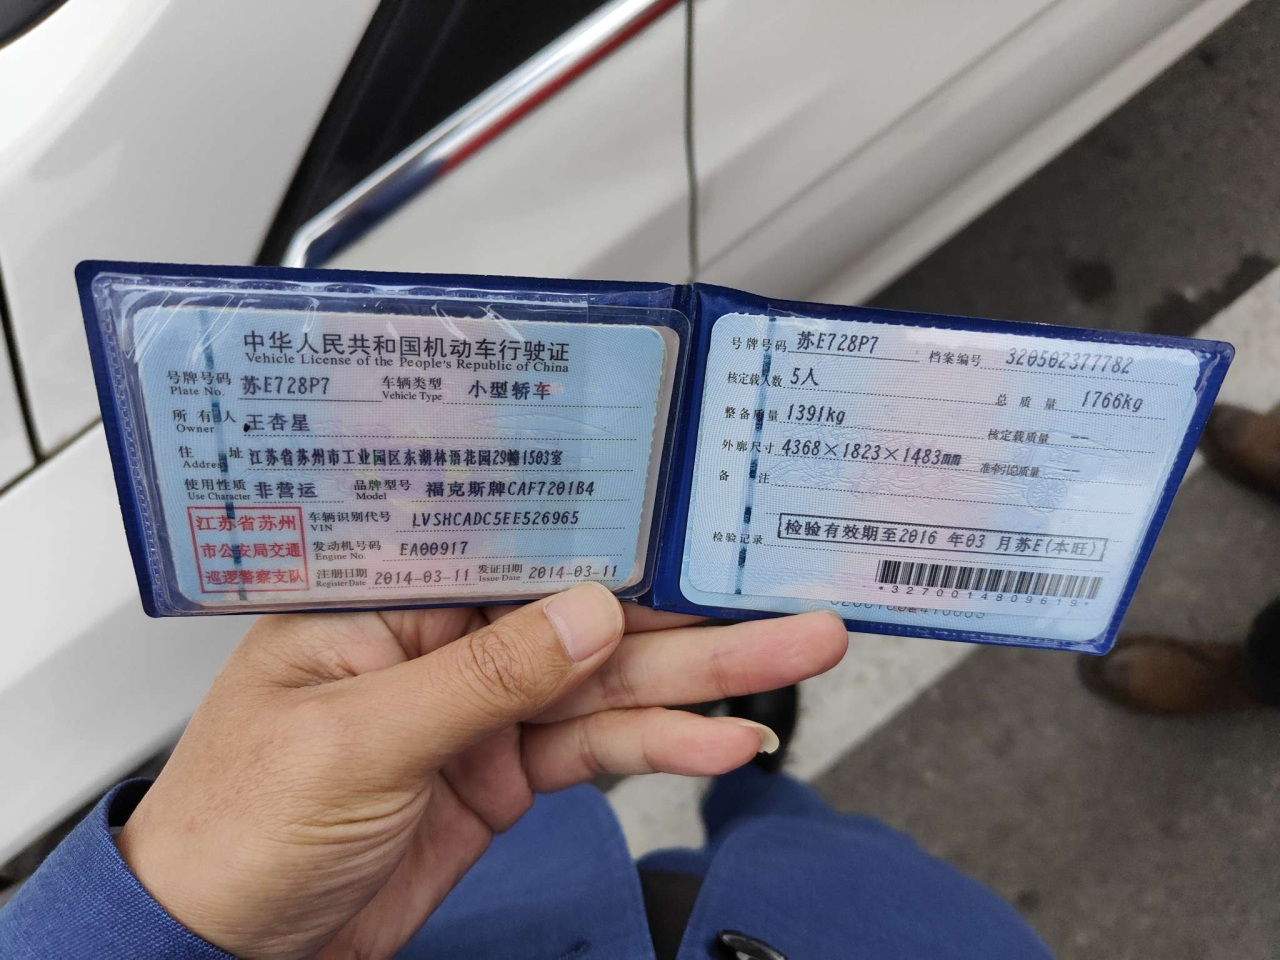 中华人民共和国机动车行驶证
Vehicle License of the People's Republic of China
号牌号码 苏E728P7 车辆类型 小型轿车
Plate No. Vehicle Type
所有人 王杏星
Owner
住址 江苏省苏州市工业园区东湖林语花园29幢1503室
Address
使用性质 非营运 品牌型号 福克斯牌CAF7201B4
Use Character Model
江苏省苏州
市公安局交通
巡逻警察支队
车辆识别代号 LVSHCADC5EE526965
VIN
发动机号码 EA00917
Engine No.
注册日期 2014-03-11 发证日期 2014-03-11
Register Date Issue Date
号牌号码 苏E728P7 档案编号 320502377782
核定载人数 5人 总质量 1766kg
整备质量 1391kg 核定载质量 --
外廓尺寸 4368×1823×1483mm 准牵引总质量 --
备注
检验记录 检验有效期至2016 年03 月苏E(本旺)
*3270014809619*